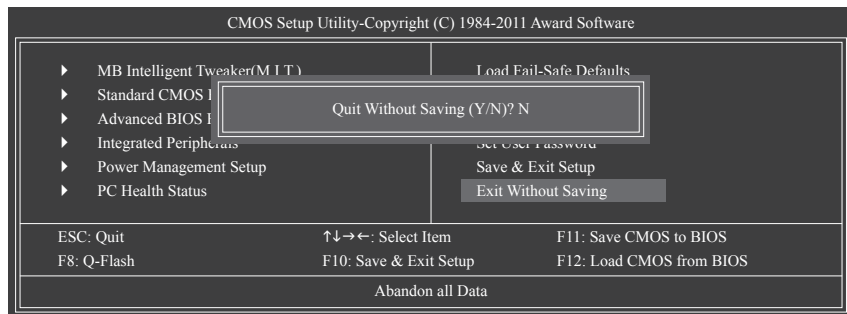 CMOS Setup Utility-Copyright (C) 1984-2011 Award Software
MB Intelligent Tweaker(M.I.T.)
Standard CMOS
Advanced BIOS
Integrated Peripherals
Power Management Setup
PC Health Status
Load Fail-Safe Defaults
Set User Password
Save & Exit Setup
Exit Without Saving
Quit Without Saving (Y/N)? N
ESC: Quit
↑↓→←: Select Item
F11: Save CMOS to BIOS
F8: Q-Flash
F10: Save & Exit Setup
F12: Load CMOS from BIOS
Abandon all Data